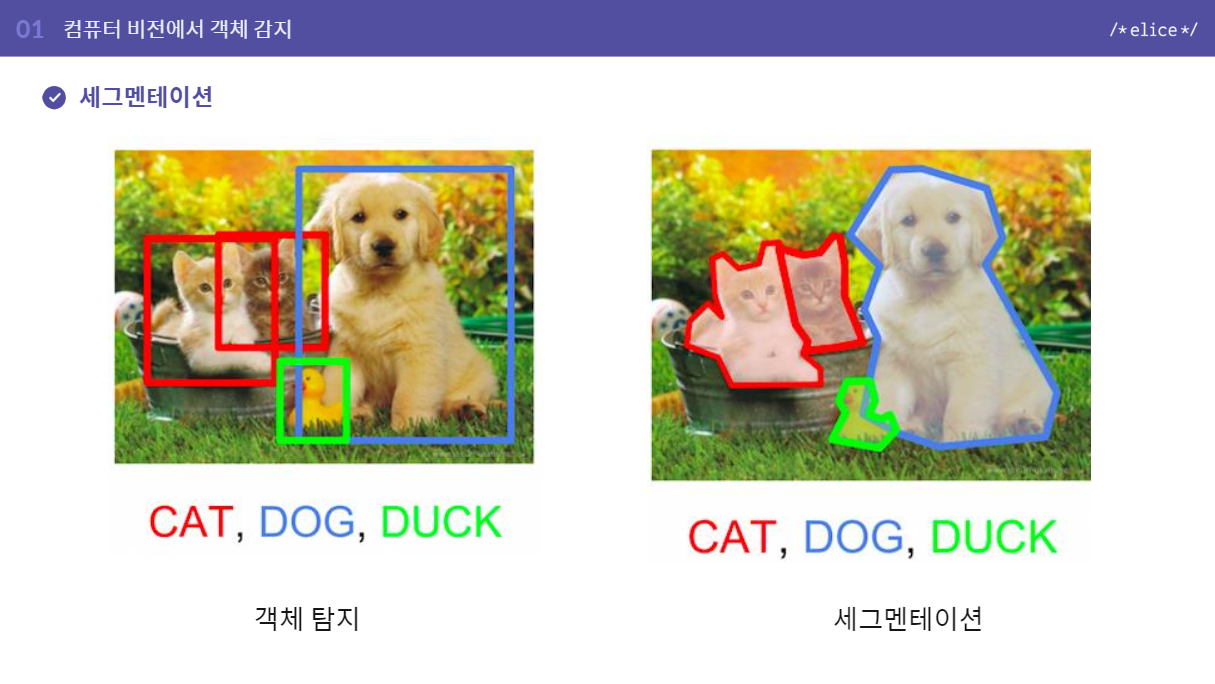 01 컴퓨터 비전에서 객체 감지
/*elice*/
세그멘테이션
CAT, DOG, DUCK
CAT, DOG, DUCK
객체 탐지
세그멘테이션